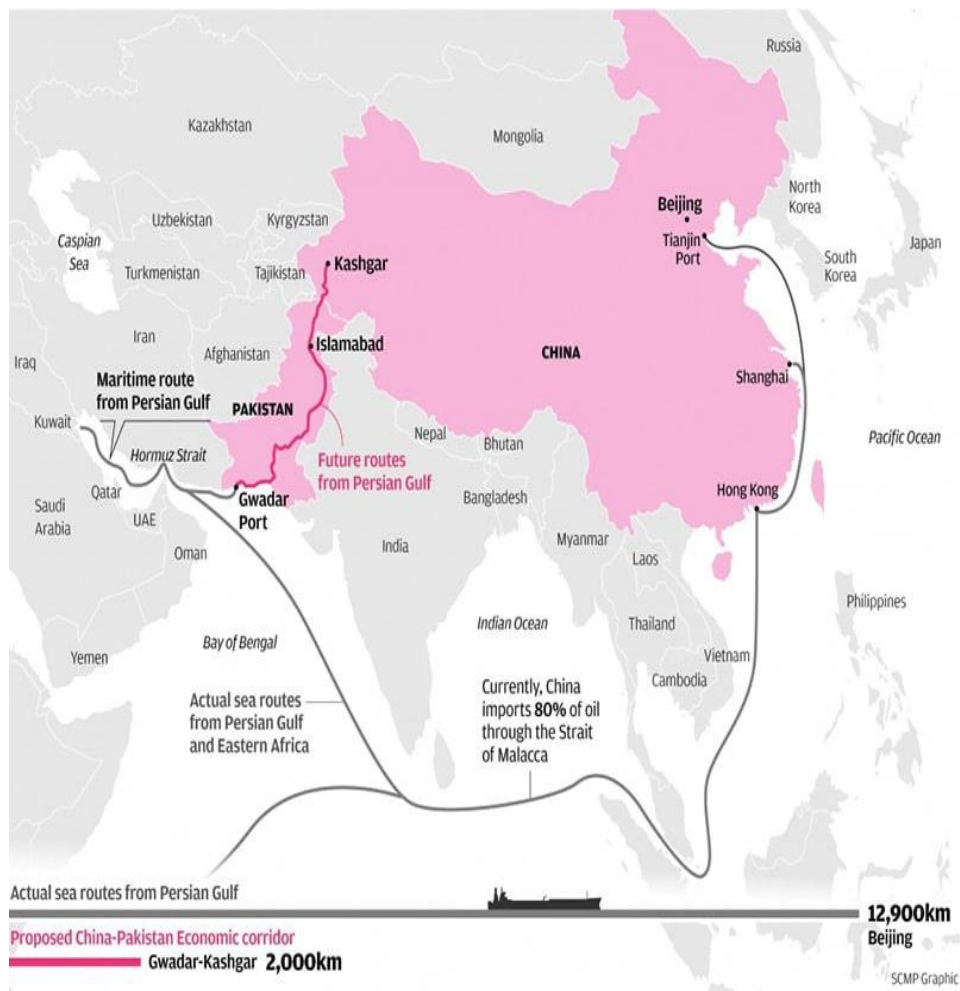 Russia
Kazakhstan
Mongolia
North
Korea
Beijing
Uzbekistan
Kyrgyzstan
Caspian
Sea
Tianjin
Port
Japan
South
Korea
Kashgar
Turkmenistan
Tajikistan
Iran
Islamabad
Afghanistan
CHINA
Iraq
Shanghai
Maritime route
from Persian Gulf
PAKISTAN
Kuwait
Nepal
Bhutan
Pacific Ocean
Hormuz Strait
Future routes
from Persian Gulf
Qatar
Gwadar
Port
Bangladesh
Hong Kong
Saudi
Arabia
UAE
India
Myanmar
Oman
Laos
Philippines
Bay of Bengal
Indian Ocean
Thailand
Yemen
Vietnam
Cambodia
Actual sea routes
from Persian Gulf
and Eastern Africa
Currently, China
imports 80% of oil
through the Strait
of Malacca
Actual sea routes from Persian Gulf
12,900km
Beijing
Proposed China-Pakistan Economic corridor
Gwadar-Kashgar 2,000km
SCMP Graphic